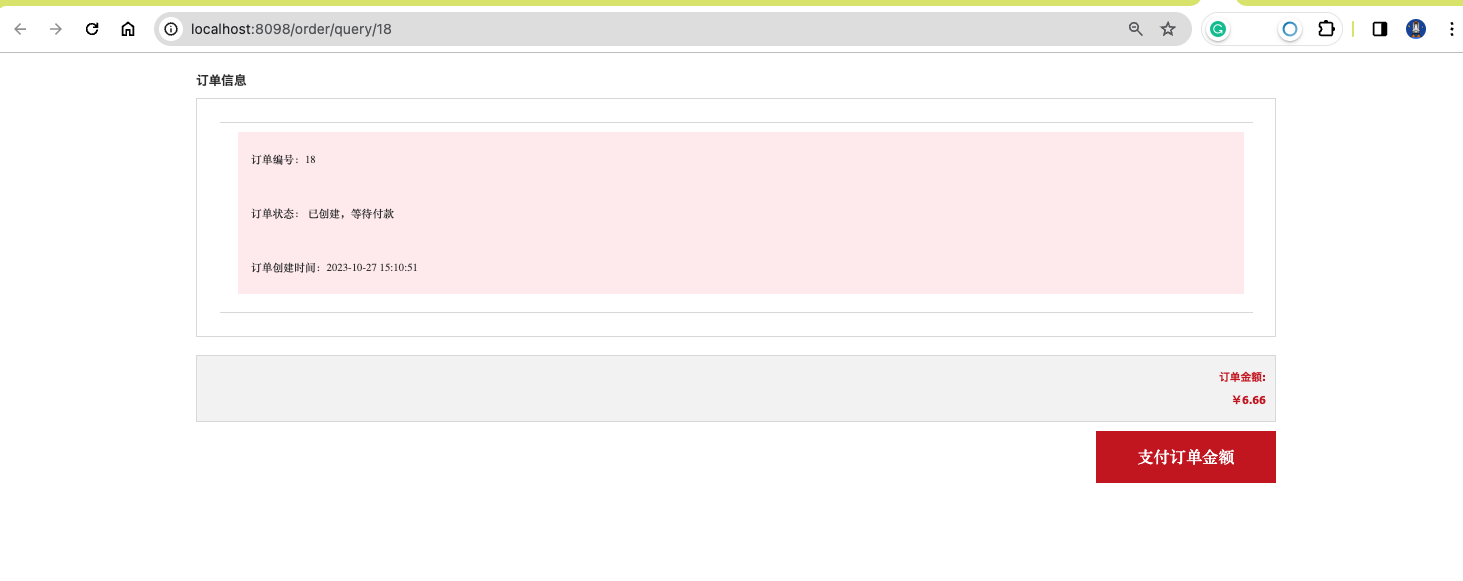 localhost:8098/order/query/18
订单信息
订单编号：18
订单状态： 已创建，等待付款
订单创建时间：2023-10-27 15:10:51
订单金额:
￥6.66
支付订单金额